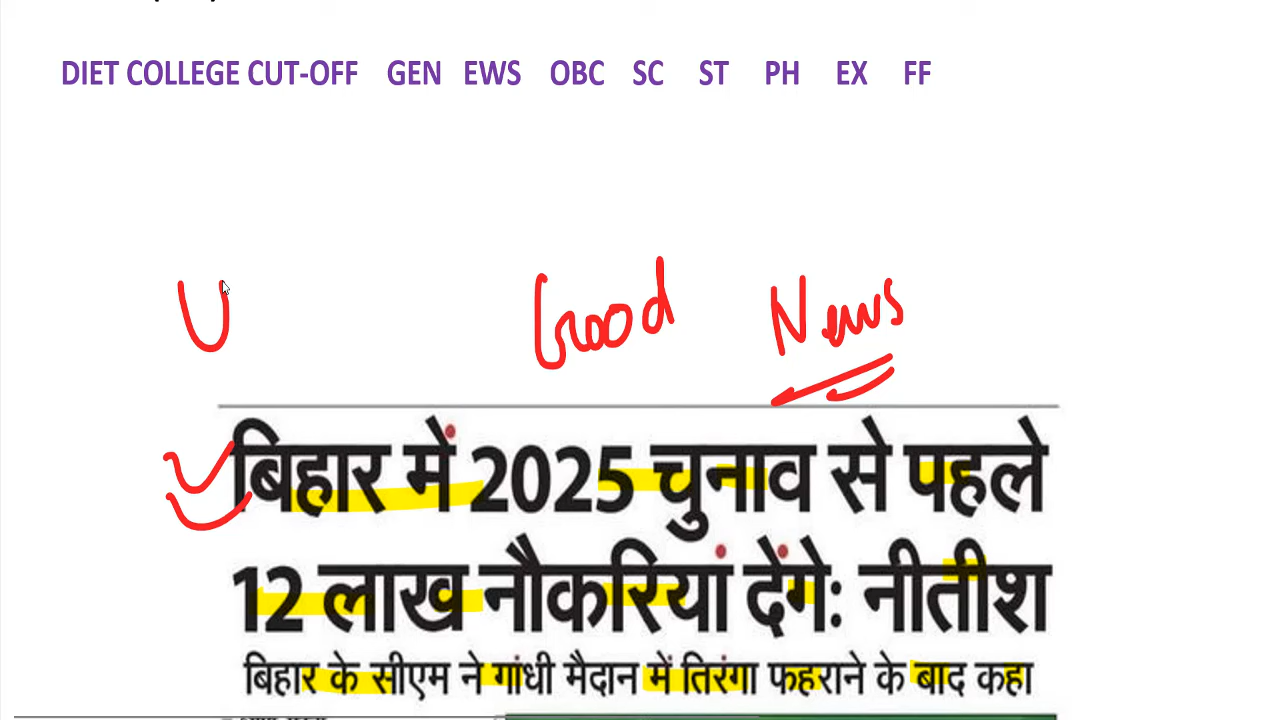 DIET COLLEGE CUT-OFF GEN EWS OBC SC ST PH EX FF
U Good News
बिहार में 2025 चुनाव से पहले
12 लाख नौकरियां देंगे: नीतीश
बिहार के सीएम ने गांधी मैदान में तिरंगा फहराने के बाद कहा